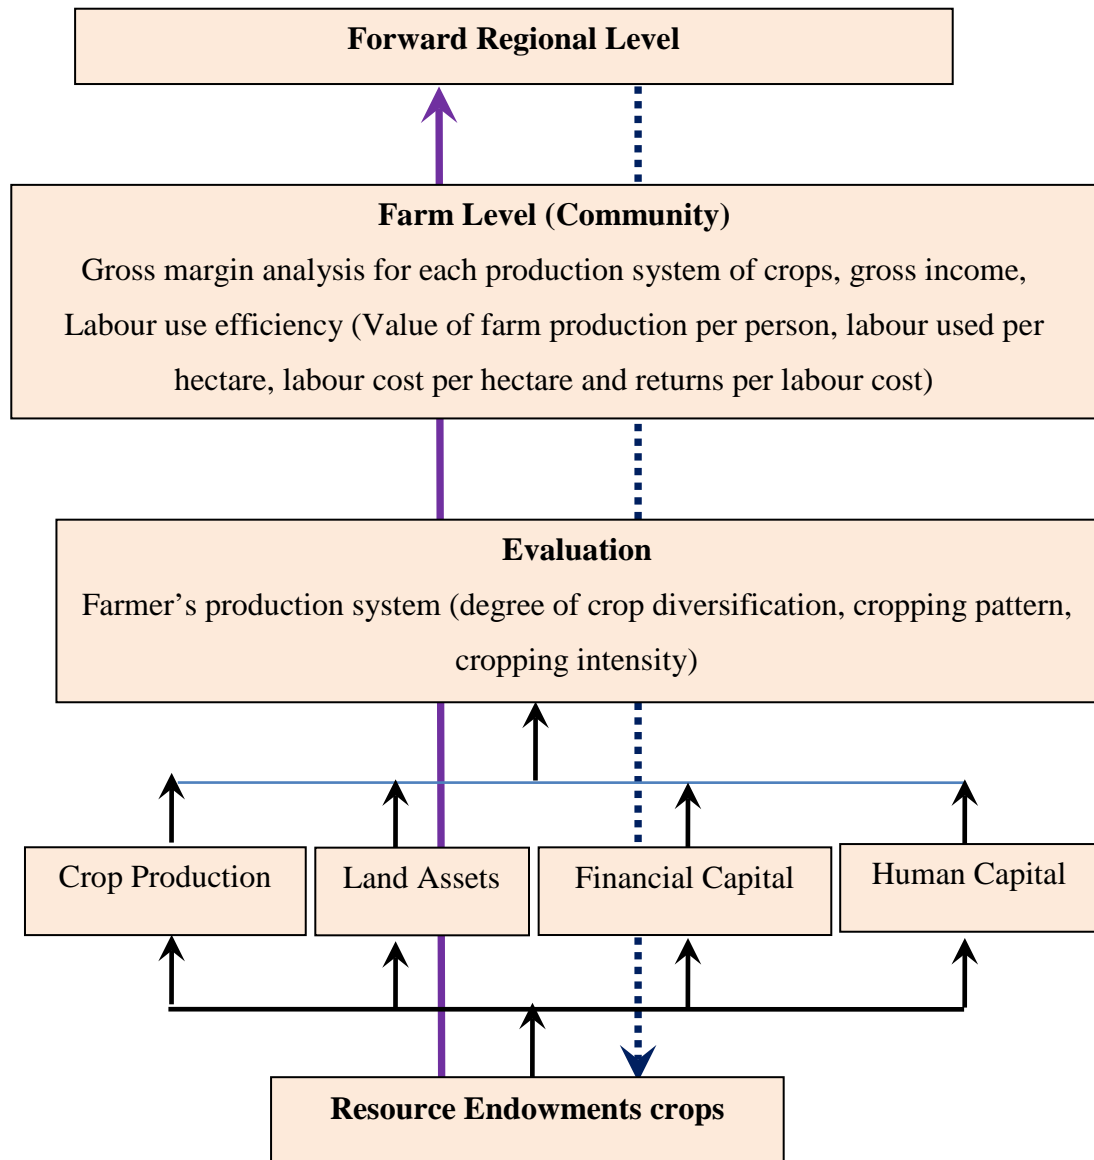 Forward Regional Level
Farm Level (Community)
Gross margin analysis for each production system of crops, gross income,
Labour use efficiency (Value of farm production per person, labour used per
hectare, labour cost per hectare and returns per labour cost)
Evaluation
Farmer’s production system (degree of crop diversification, cropping pattern,
cropping intensity)
Crop Production
Land Assets
Financial Capital
Human Capital
Resource Endowments crops